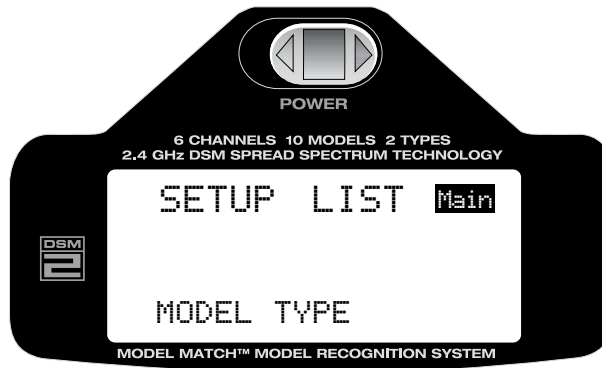 POWER
6 CHANNELS 10 MODELS 2 TYPES
2.4 GHz DSM SPREAD SPECTRUM TECHNOLOGY
SETUP LIST Main
DSM
2
MODEL TYPE
MODEL MATCH™ MODEL RECOGNITION SYSTEM